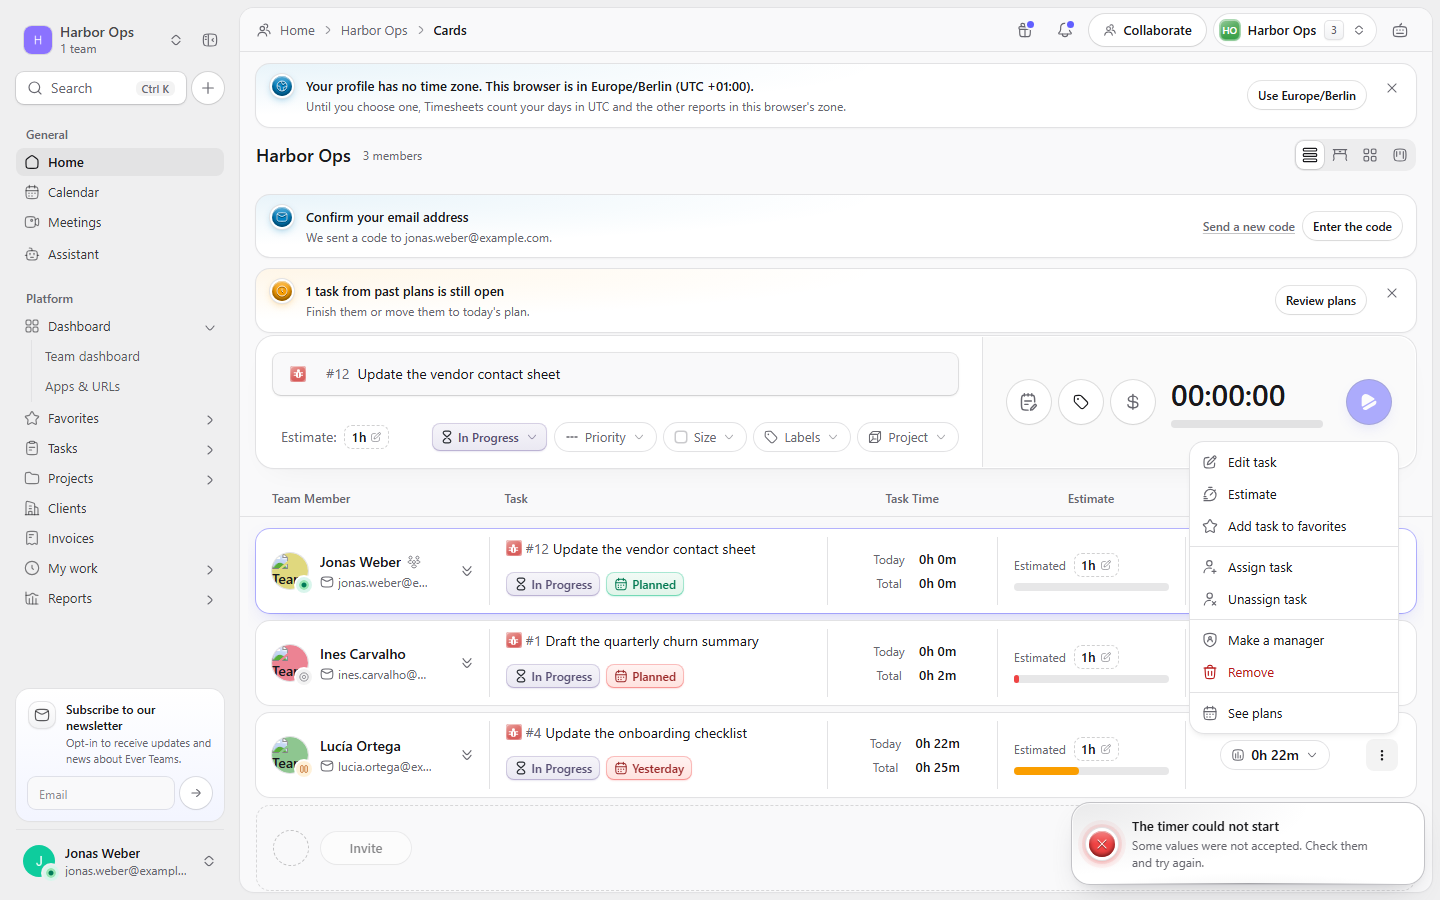 H
Harbor Ops
1 team
Search
Ctrl K
General
Home
Calendar
Meetings
Assistant
Platform
Dashboard
Team dashboard
Apps & URLs
Favorites
Tasks
Projects
Clients
Invoices
My work
Reports
Subscribe to our
newsletter
Opt-in to receive updates and
news about Ever Teams.
Email
J
Jonas Weber
jonas.weber@exampl...
Home
Harbor Ops
Cards
Collaborate
HO
Harbor Ops
3
Your profile has no time zone. This browser is in Europe/Berlin (UTC +01:00).
Until you choose one, Timesheets count your days in UTC and the other reports in this browser's zone.
Use Europe/Berlin
Harbor Ops
3 members
Confirm your email address
We sent a code to jonas.weber@example.com.
Send a new code
Enter the code
1 task from past plans is still open
Finish them or move them to today's plan.
Review plans
#12 Update the vendor contact sheet
Estimate:
1h
In Progress
Priority
Size
Labels
Project
00:00:00
Team Member
Task
Task Time
Estimate
Jonas Weber
jonas.weber@e...
#12 Update the vendor contact sheet
In Progress
Planned
Today 0h 0m
Total 0h 0m
Estimated 1h
Ines Carvalho
ines.carvalho@...
#1 Draft the quarterly churn summary
In Progress
Planned
Today 0h 0m
Total 0h 2m
Estimated 1h
Lucía Ortega
lucia.ortega@ex...
#4 Update the onboarding checklist
In Progress
Yesterday
Today 0h 22m
Total 0h 25m
Estimated 1h
0h 22m
Invite
Edit task
Estimate
Add task to favorites
Assign task
Unassign task
Make a manager
Remove
See plans
The timer could not start
Some values were not accepted. Check them
and try again.